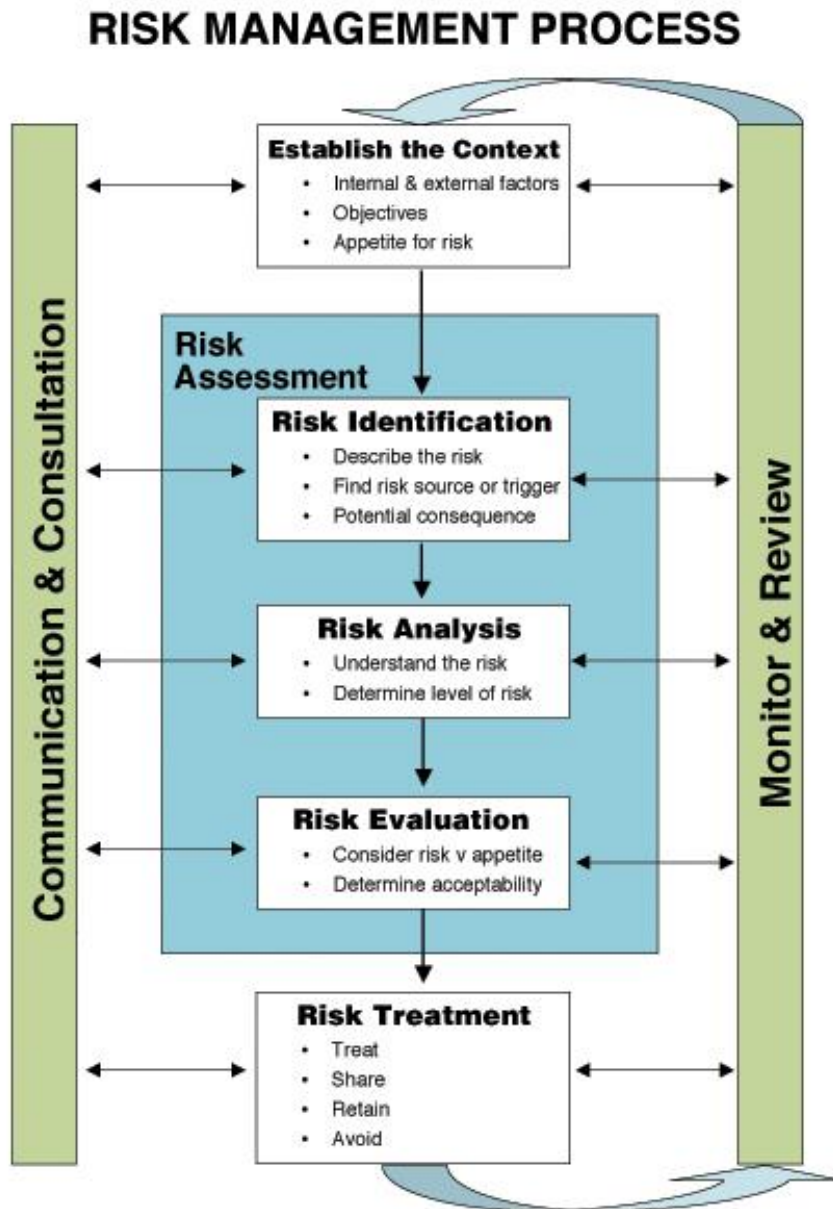 RISK MANAGEMENT PROCESS
Establish the Context
• Internal & external factors
• Objectives
• Appetite for risk
Risk
Assessment
Risk Identification
• Describe the risk
• Find risk source or trigger
• Potential consequence
Risk Analysis
• Understand the risk
• Determine level of risk
Risk Evaluation
• Consider risk v appetite
• Determine acceptability
Risk Treatment
• Treat
• Share
• Retain
• Avoid
Communication & Consultation
Monitor & Review